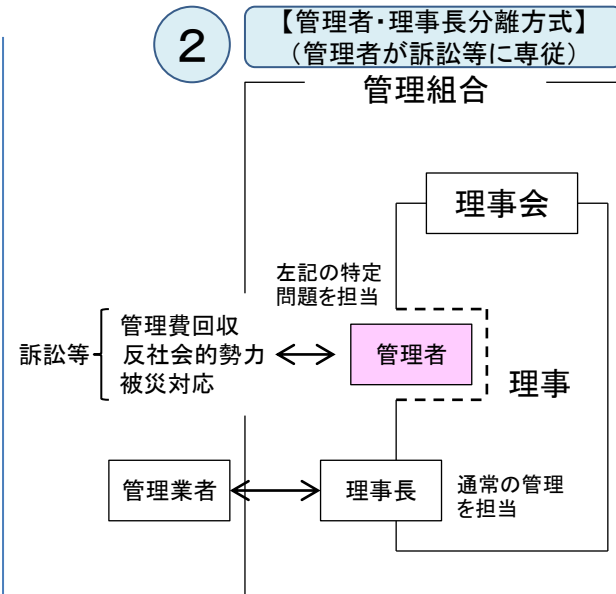 2
【管理者・理事長分離方式】
（管理者が訴訟等に専従）
管理組合
理事会
左記の特定
問題を担当
訴訟等
管理費回収
反社会的勢力
被災対応
管理者
理事
管理業者
理事長
通常の管理
を担当